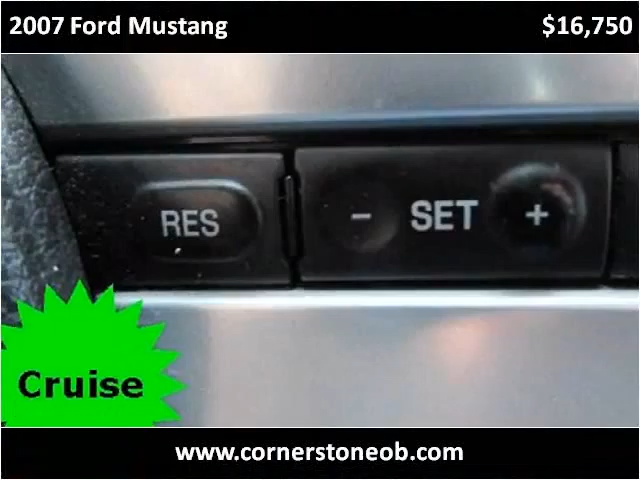 2007 Ford Mustang $16,750
RES - SET +
Cruise
www.cornerstoneob.com